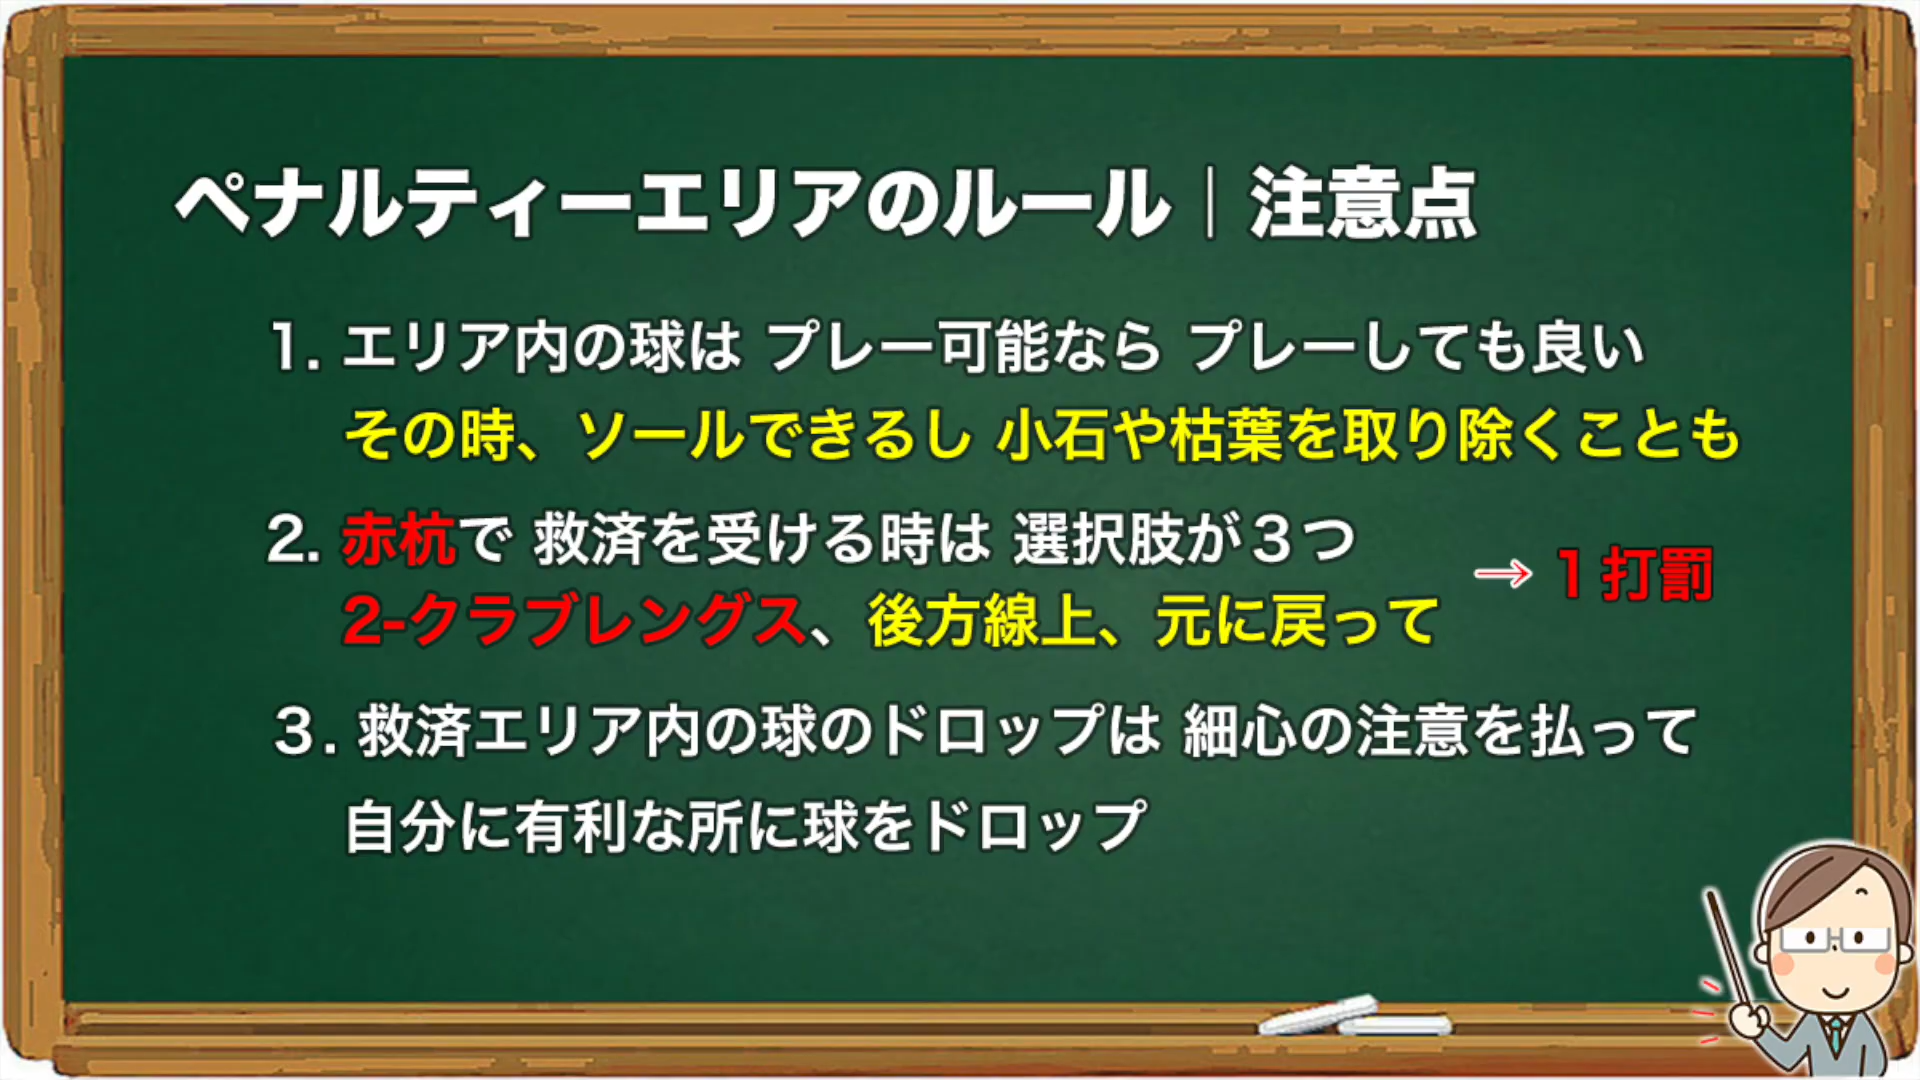 ペナルティーエリアのルール｜注意点
1. エリア内の球は プレー可能なら プレーしても良い
その時、ソールできるし 小石や枯葉を取り除くことも
2. 赤杭で 救済を受ける時は 選択肢が３つ
→ １打罰
2-クラブレングス、後方線上、元に戻って
３. 救済エリア内の球のドロップは 細心の注意を払って
自分に有利な所に球をドロップ